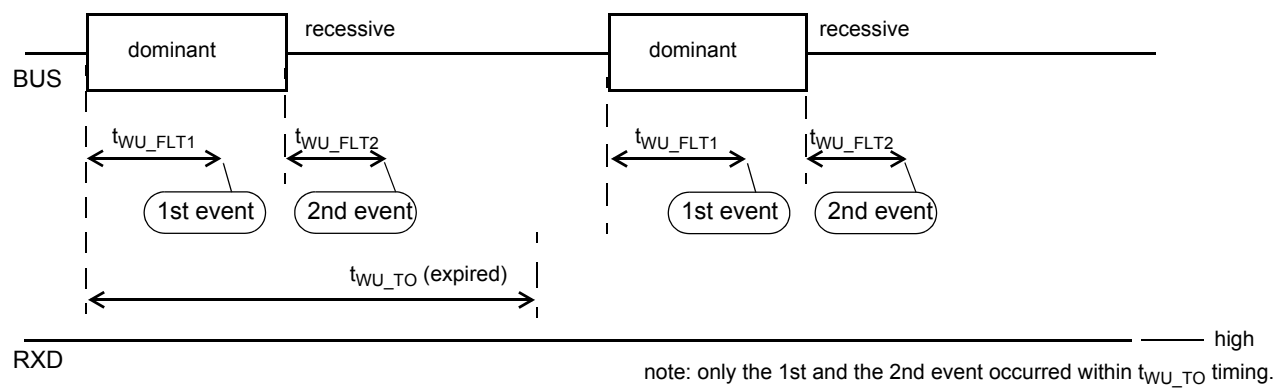 recessive
recessive
dominant
dominant
BUS
tWU_FLT1
tWU_FLT2
tWU_FLT1
tWU_FLT2
1st event
2nd event
1st event
2nd event
tWU_TO (expired)
high
RXD
note: only the 1st and the 2nd event occurred within tWU_TO timing.